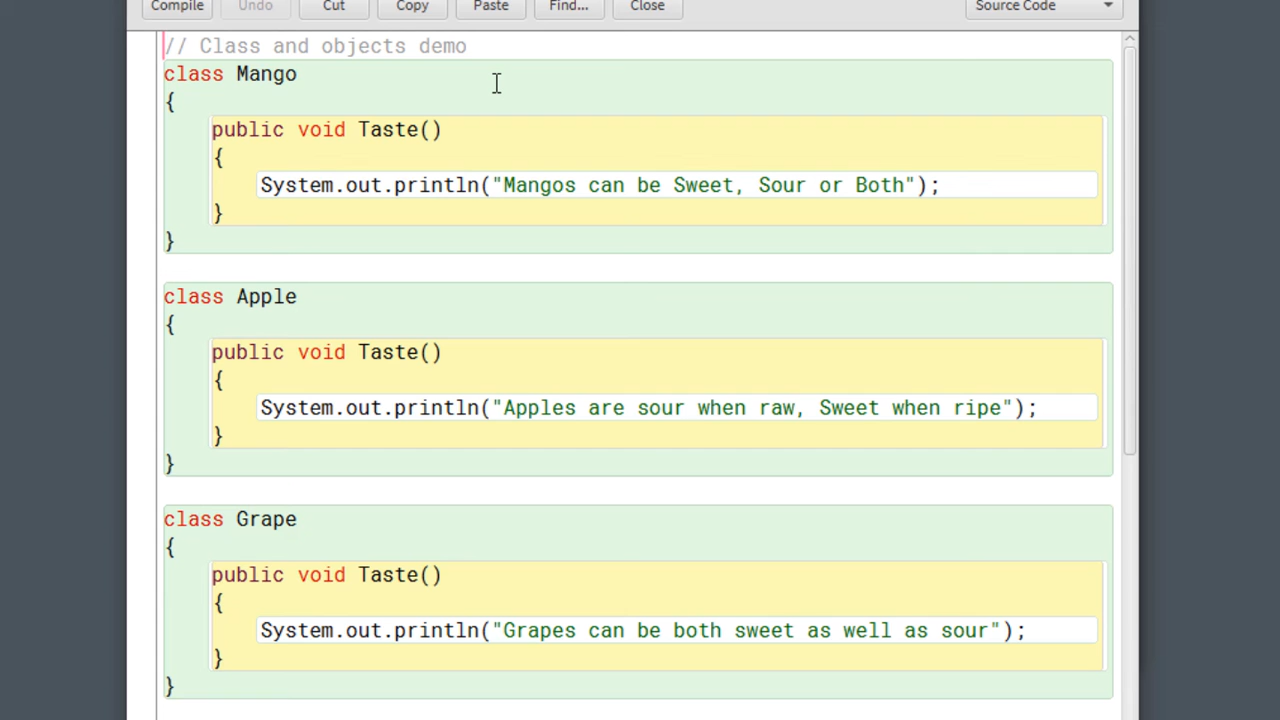 Compile Undo Cut Copy Paste Find... Close Source Code
// Class and objects demo
class Mango
{
public void Taste()
{
System.out.println("Mangos can be Sweet, Sour or Both");
}
}
class Apple
{
public void Taste()
{
System.out.println("Apples are sour when raw, Sweet when ripe");
}
}
class Grape
{
public void Taste()
{
System.out.println("Grapes can be both sweet as well as sour");
}
}